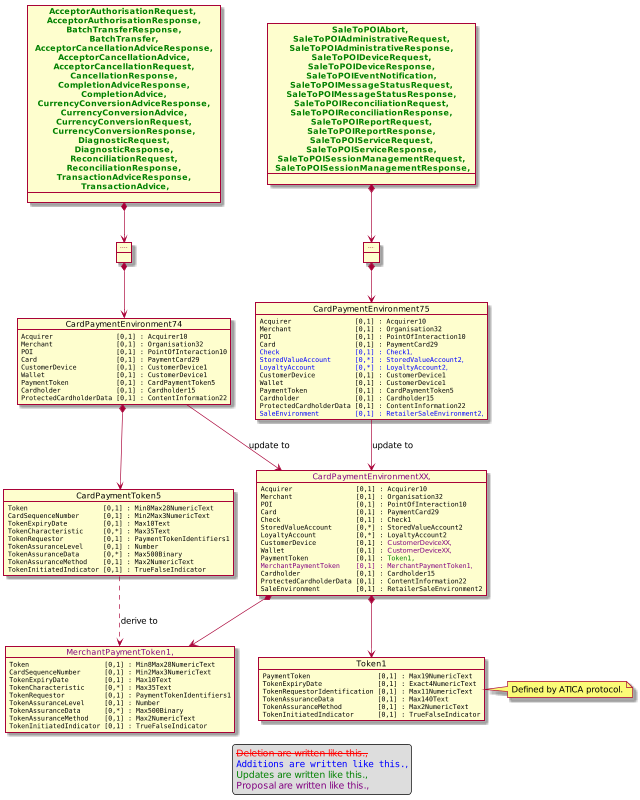 AcceptorAuthorisationRequest,
AcceptorAuthorisationResponse,
BatchTransferResponse,
BatchTransfer,
AcceptorCancellationAdviceResponse,
AcceptorCancellationAdvice,
AcceptorCancellationRequest,
CancellationResponse,
CompletionAdviceResponse,
CompletionAdvice,
CurrencyConversionAdviceResponse,
CurrencyConversionAdvice,
CurrencyConversionRequest,
CurrencyConversionResponse,
DiagnosticRequest,
DiagnosticResponse,
ReconciliationRequest,
ReconciliationResponse,
TransactionAdviceResponse,
TransactionAdvice,
SaleToPOIAbort,
SaleToPOIAdministrativeRequest,
SaleToPOIAdministrativeResponse,
SaleToPOIDeviceRequest,
SaleToPOIDeviceResponse,
SaleToPOIEventNotification,
SaleToPOIMessageStatusRequest,
SaleToPOIMessageStatusResponse,
SaleToPOIReconciliationRequest,
SaleToPOIReconciliationResponse,
SaleToPOIReportRequest,
SaleToPOIReportResponse,
SaleToPOIServiceRequest,
SaleToPOIServiceResponse,
SaleToPOISessionManagementRequest,
SaleToPOISessionManagementResponse,
....
...
CardPaymentEnvironment74
Acquirer [0,1] : Acquirer10
Merchant [0,1] : Organisation32
POI [0,1] : PointOfInteraction10
Card [0,1] : PaymentCard29
CustomerDevice [0,1] : CustomerDevice1
Wallet [0,1] : CustomerDevice1
PaymentToken [0,1] : CardPaymentToken5
Cardholder [0,1] : Cardholder15
ProtectedCardholderData [0,1] : ContentInformation22
CardPaymentEnvironment75
Acquirer [0,1] : Acquirer10
Merchant [0,1] : Organisation32
POI [0,1] : PointOfInteraction10
Card [0,1] : PaymentCard29
Check [0,1] : Check1,
StoredValueAccount [0,*] : StoredValueAccount2,
LoyaltyAccount [0,*] : LoyaltyAccount2,
CustomerDevice [0,1] : CustomerDevice1
Wallet [0,1] : CustomerDevice1
PaymentToken [0,1] : CardPaymentToken5
Cardholder [0,1] : Cardholder15
ProtectedCardholderData [0,1] : ContentInformation22
SaleEnvironment [0,1] : RetailerSaleEnvironment2,
update to
update to
CardPaymentToken5
Token [0,1] : Min8Max28NumericText
CardSequenceNumber [0,1] : Min2Max3NumericText
TokenExpiryDate [0,1] : Max10Text
TokenCharacteristic [0,*] : Max35Text
TokenRequestor [0,1] : PaymentTokenIdentifiers1
TokenAssuranceLevel [0,1] : Number
TokenAssuranceData [0,*] : Max500Binary
TokenAssuranceMethod [0,1] : Max2NumericText
TokenInitiatedIndicator [0,1] : TrueFalseIndicator
CardPaymentEnvironmentXX,
Acquirer [0,1] : Acquirer10
Merchant [0,1] : Organisation32
POI [0,1] : PointOfInteraction10
Card [0,1] : PaymentCard29
Check [0,1] : Check1
StoredValueAccount [0,*] : StoredValueAccount2
LoyaltyAccount [0,*] : LoyaltyAccount2
CustomerDevice [0,1] : CustomerDeviceXX,
Wallet [0,1] : CustomerDeviceXX,
PaymentToken [0,1] : Token1,
MerchantPaymentToken [0,1] : MerchantPaymentToken1,
Cardholder [0,1] : Cardholder15
ProtectedCardholderData [0,1] : ContentInformation22
SaleEnvironment [0,1] : RetailerSaleEnvironment2
derive to
MerchantPaymentToken1,
Token [0,1] : Min8Max28NumericText
CardSequenceNumber [0,1] : Min2Max3NumericText
TokenExpiryDate [0,1] : Max10Text
TokenCharacteristic [0,*] : Max35Text
TokenRequestor [0,1] : PaymentTokenIdentifiers1
TokenAssuranceLevel [0,1] : Number
TokenAssuranceData [0,*] : Max500Binary
TokenAssuranceMethod [0,1] : Max2NumericText
TokenInitiatedIndicator [0,1] : TrueFalseIndicator
Token1
PaymentToken [0,1] : Max19NumericText
TokenExpiryDate [0,1] : Exact4NumericText
TokenRequestorIdentification [0,1] : Max11NumericText
TokenAssuranceData [0,1] : Max140Text
TokenAssuranceMethod [0,1] : Max2NumericText
TokenInitiatedIndicator [0,1] : TrueFalseIndicator
Defined by ATICA protocol.
Deletion are written like this.,
Additions are written like this.,
Updates are written like this.,
Proposal are written like this.,